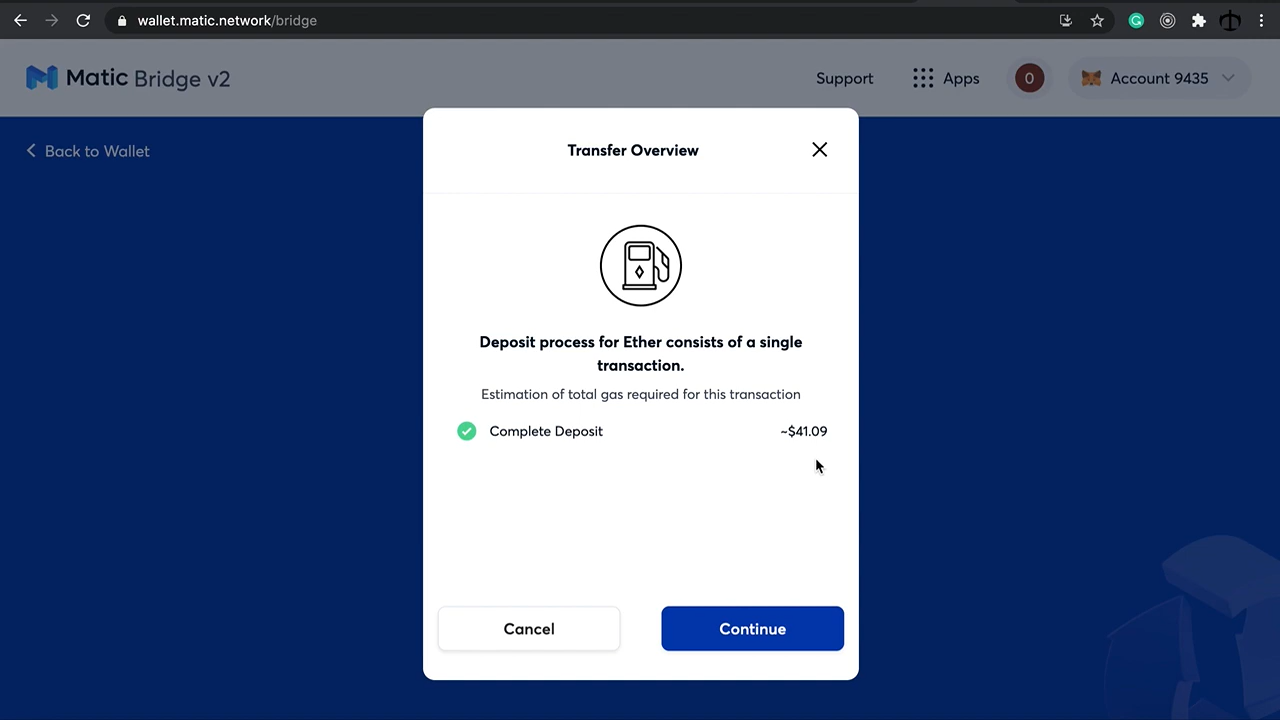 wallet.matic.network/bridge
Matic Bridge v2
Support
Apps
0
Account 9435
Back to Wallet
Transfer Overview
Deposit process for Ether consists of a single
transaction.
Estimation of total gas required for this transaction
Complete Deposit ~$41.09
Cancel
Continue